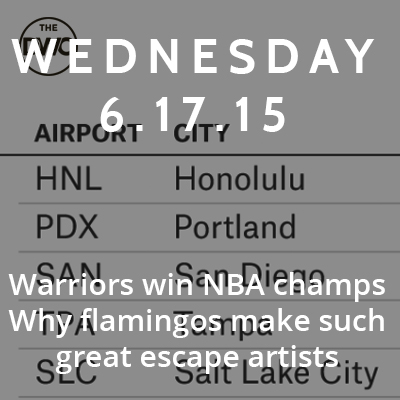 THE
WEDNESDAY
6.17.15
AIRPORT CITY
HNL Honolulu
PDX Portland
SAN San Diego
Warriors win NBA champs
TPA Tampa
Why flamingos make such
great escape artists
SLC Salt Lake City